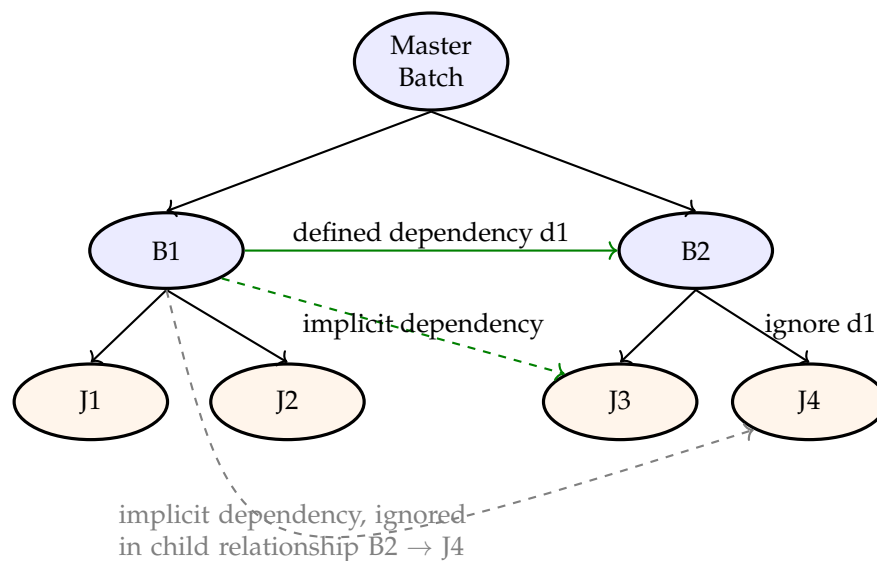 Master
Batch
B1
defined dependency d1
B2
implicit dependency
ignore d1
J1
J2
J3
J4
implicit dependency, ignored
in child relationship B2 → J4